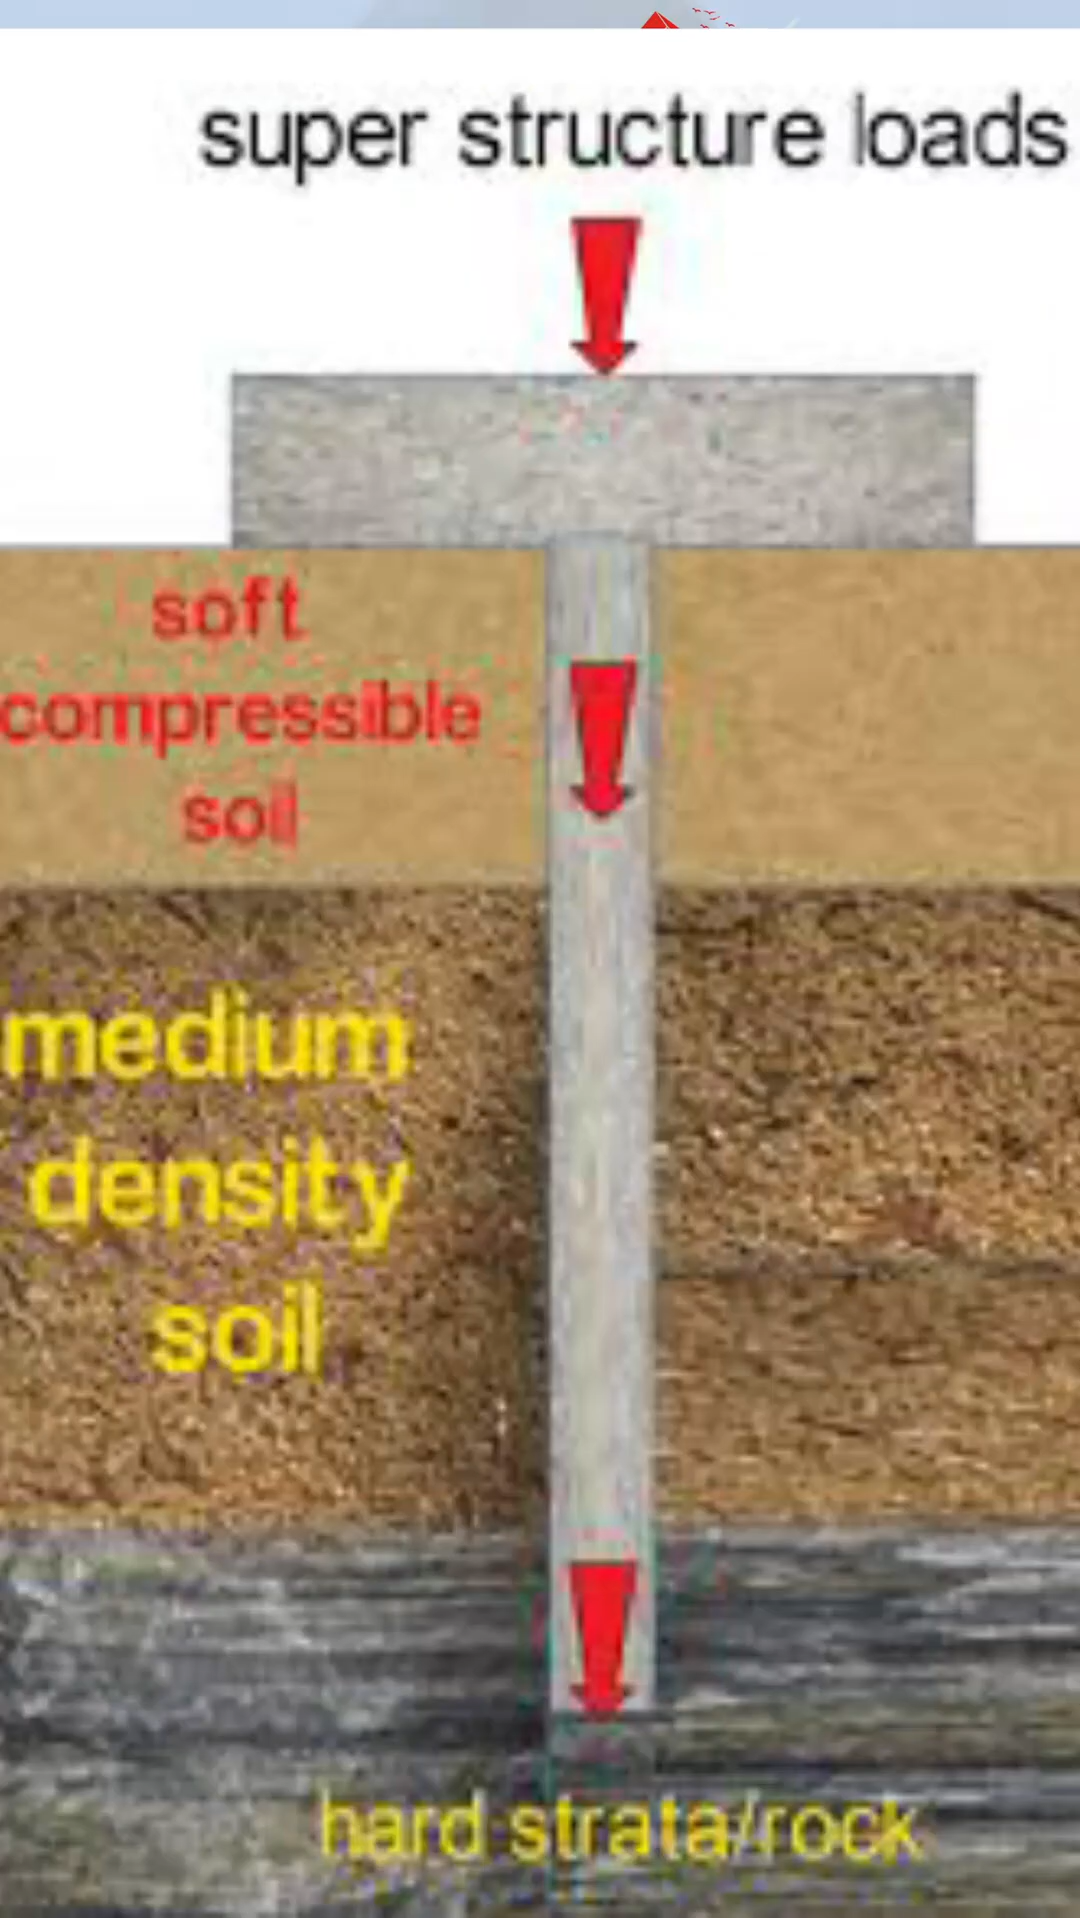 super structure loads
soft
compressible
soil
medium
density
soil
hard strata/rock